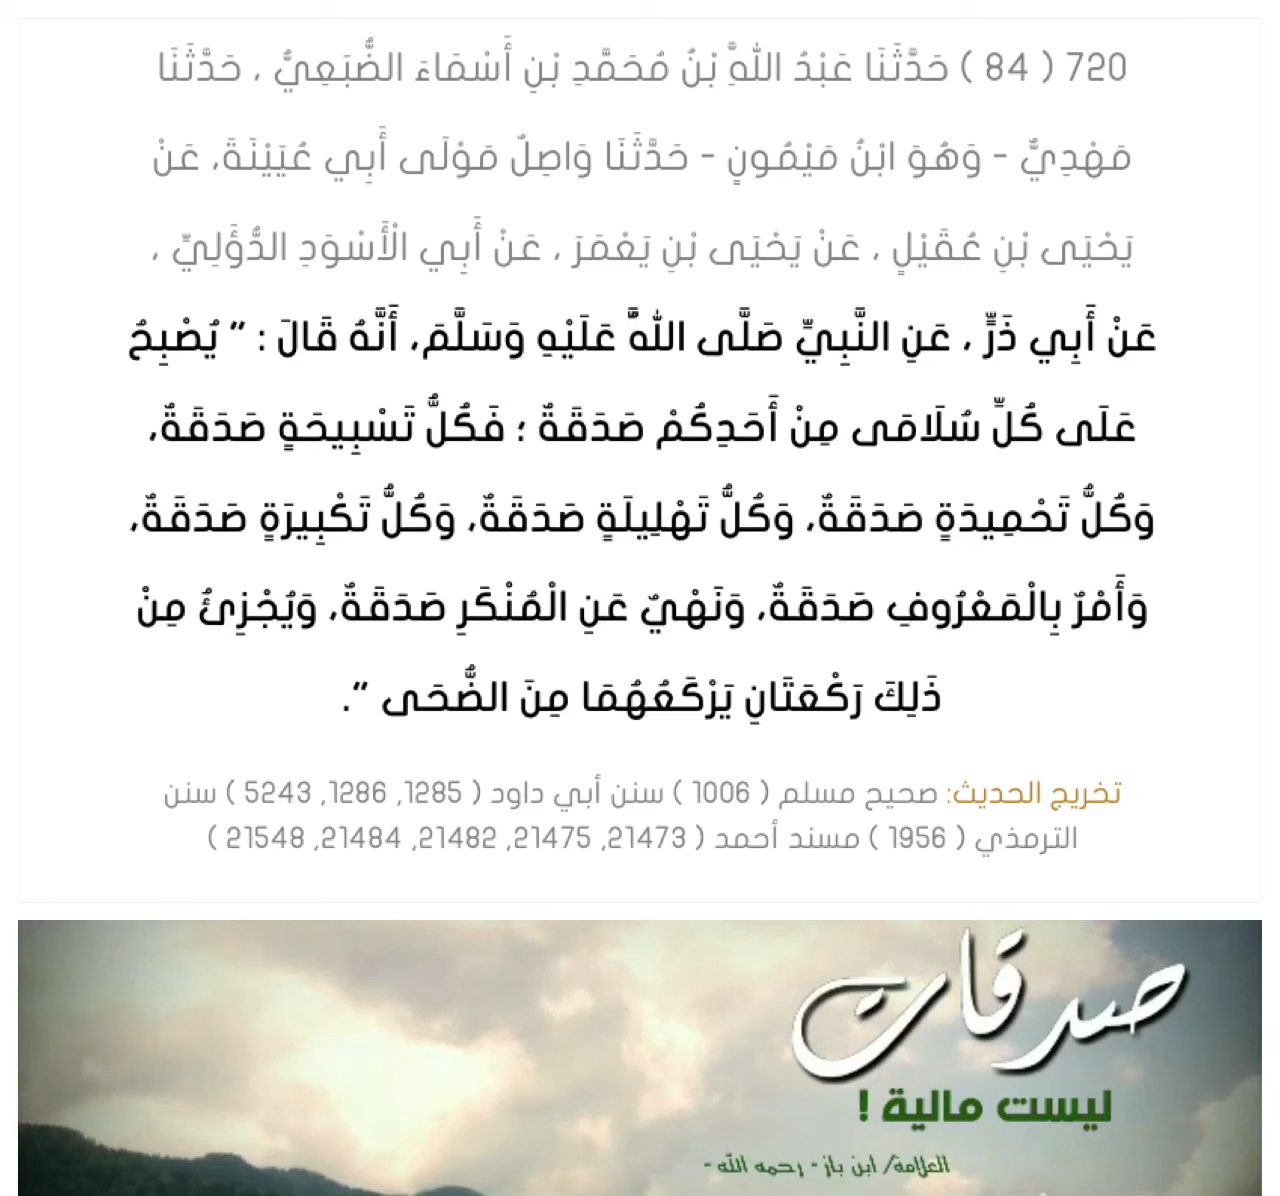 720 ( 84 ) حَدَّثَنَا عَبْدُ اللَّهِ بْنُ مُحَمَّدِ بْنِ أَسْمَاءَ الضُّبَعِيُّ ، حَدَّثَنَا
مَهْدِيٌّ - وَهُوَ ابْنُ مَيْمُونٍ - حَدَّثَنَا وَاصِلٌ مَوْلَى أَبِي عُيَيْنَةَ، عَنْ
يَحْيَى بْنِ عُقَيْلٍ ، عَنْ يَحْيَى بْنِ يَعْمَرَ ، عَنْ أَبِي الْأَسْوَدِ الدُّؤَلِيِّ ،
عَنْ أَبِي ذَرٍّ ، عَنِ النَّبِيِّ صَلَّى اللَّهُ عَلَيْهِ وَسَلَّمَ، أَنَّهُ قَالَ : " يُصْبِحُ
عَلَى كُلِّ سُلَامَى مِنْ أَحَدِكُمْ صَدَقَةٌ ؛ فَكُلُّ تَسْبِيحَةٍ صَدَقَةٌ،
وَكُلُّ تَحْمِيدَةٍ صَدَقَةٌ، وَكُلُّ تَهْلِيلَةٍ صَدَقَةٌ، وَكُلُّ تَكْبِيرَةٍ صَدَقَةٌ،
وَأَمْرٌ بِالْمَعْرُوفِ صَدَقَةٌ، وَنَهْيٌ عَنِ الْمُنْكَرِ صَدَقَةٌ، وَيُجْزِئُ مِنْ
ذَلِكَ رَكْعَتَانِ يَرْكَعُهُمَا مِنَ الضُّحَى ".
تخريج الحديث: صحيح مسلم ( 1006 ) سنن أبي داود ( 1285, 1286, 5243 ) سنن
الترمذي ( 1956 ) مسند أحمد ( 21473, 21475, 21482, 21484, 21548 )
صدقات
ليست مالية !
العلامة/ ابن باز - رحمه الله -